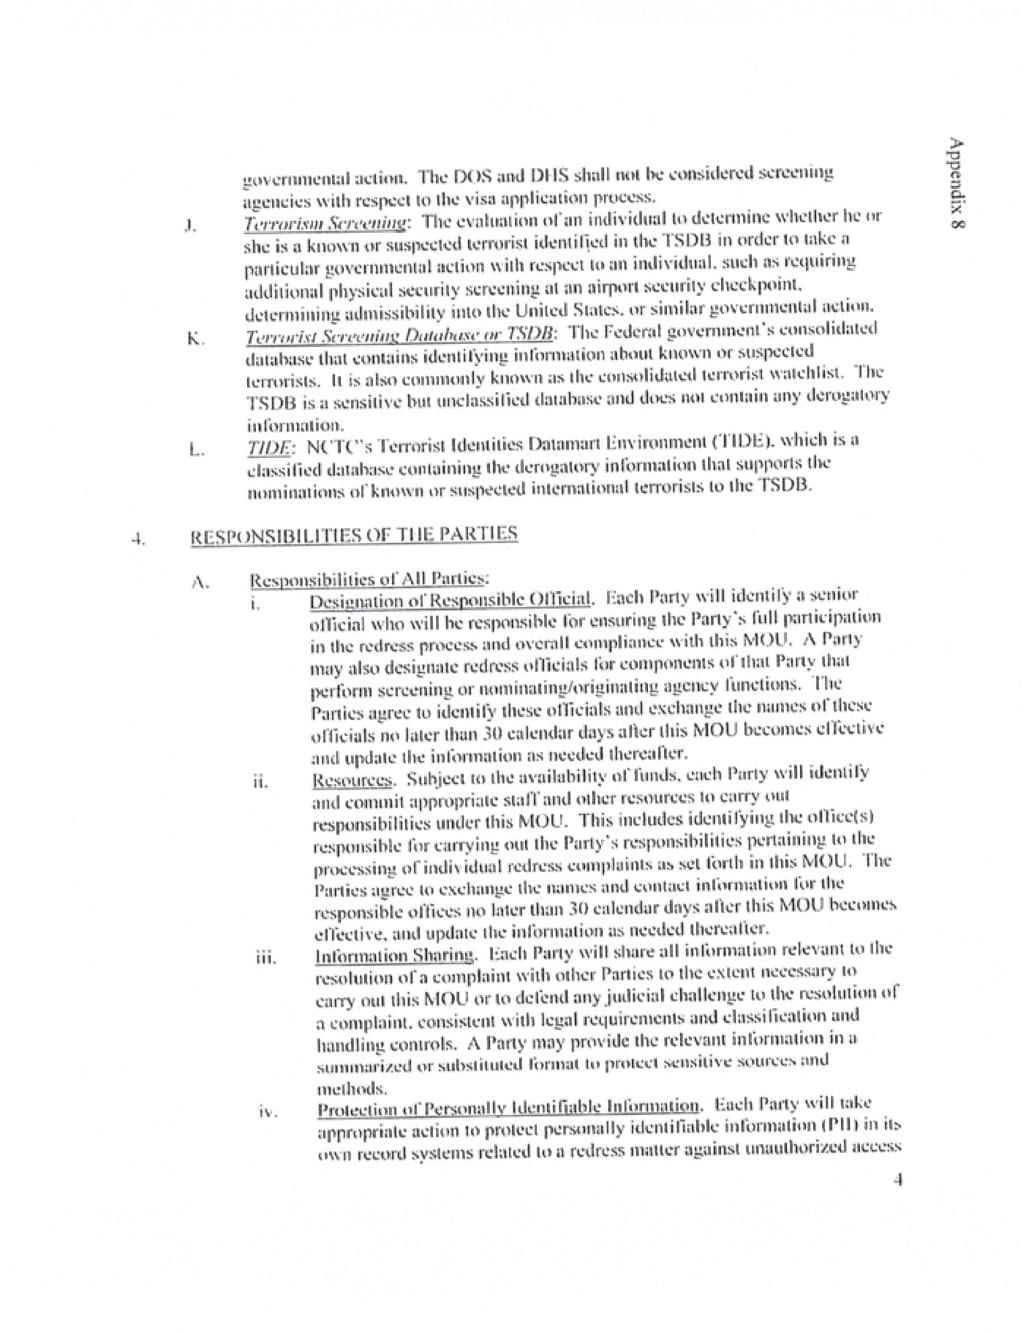 Appendix 8
governmental action. The DOS and DHS shall not be considered screening
agencies with respect to the visa application process.
J. Terrorism Screening: The evaluation of an individual to determine whether he or
she is a known or suspected terrorist identified in the TSDB in order to take a
particular governmental action with respect to an individual, such as requiring
additional physical security screening at an airport security checkpoint,
determining admissibility into the United States, or similar governmental action.
K. Terrorist Screening Database or TSDB: The Federal government's consolidated
database that contains identifying information about known or suspected
terrorists. It is also commonly known as the consolidated terrorist watchlist. The
TSDB is a sensitive but unclassified database and does not contain any derogatory
information.
L. TIDE: NCTC's Terrorist Identities Datamart Environment (TIDE), which is a
classified database containing the derogatory information that supports the
nominations of known or suspected international terrorists to the TSDB.
4. RESPONSIBILITIES OF THE PARTIES
A. Responsibilities of All Parties:
i. Designation of Responsible Official. Each Party will identify a senior
official who will be responsible for ensuring the Party's full participation
in the redress process and overall compliance with this MOU. A Party
may also designate redress officials for components of that Party that
perform screening or nominating/originating agency functions. The
Parties agree to identify these officials and exchange the names of these
officials no later than 30 calendar days after this MOU becomes effective
and update the information as needed thereafter.
ii. Resources. Subject to the availability of funds, each Party will identify
and commit appropriate staff and other resources to carry out
responsibilities under this MOU. This includes identifying the office(s)
responsible for carrying out the Party's responsibilities pertaining to the
processing of individual redress complaints as set forth in this MOU. The
Parties agree to exchange the names and contact information for the
responsible offices no later than 30 calendar days after this MOU becomes
effective, and update the information as needed thereafter.
iii. Information Sharing. Each Party will share all information relevant to the
resolution of a complaint with other Parties to the extent necessary to
carry out this MOU or to defend any judicial challenge to the resolution of
a complaint, consistent with legal requirements and classification and
handling controls. A Party may provide the relevant information in a
summarized or substituted format to protect sensitive sources and
methods.
iv. Protection of Personally Identifiable Information. Each Party will take
appropriate action to protect personally identifiable information (PII) in its
own record systems related to a redress matter against unauthorized access
4